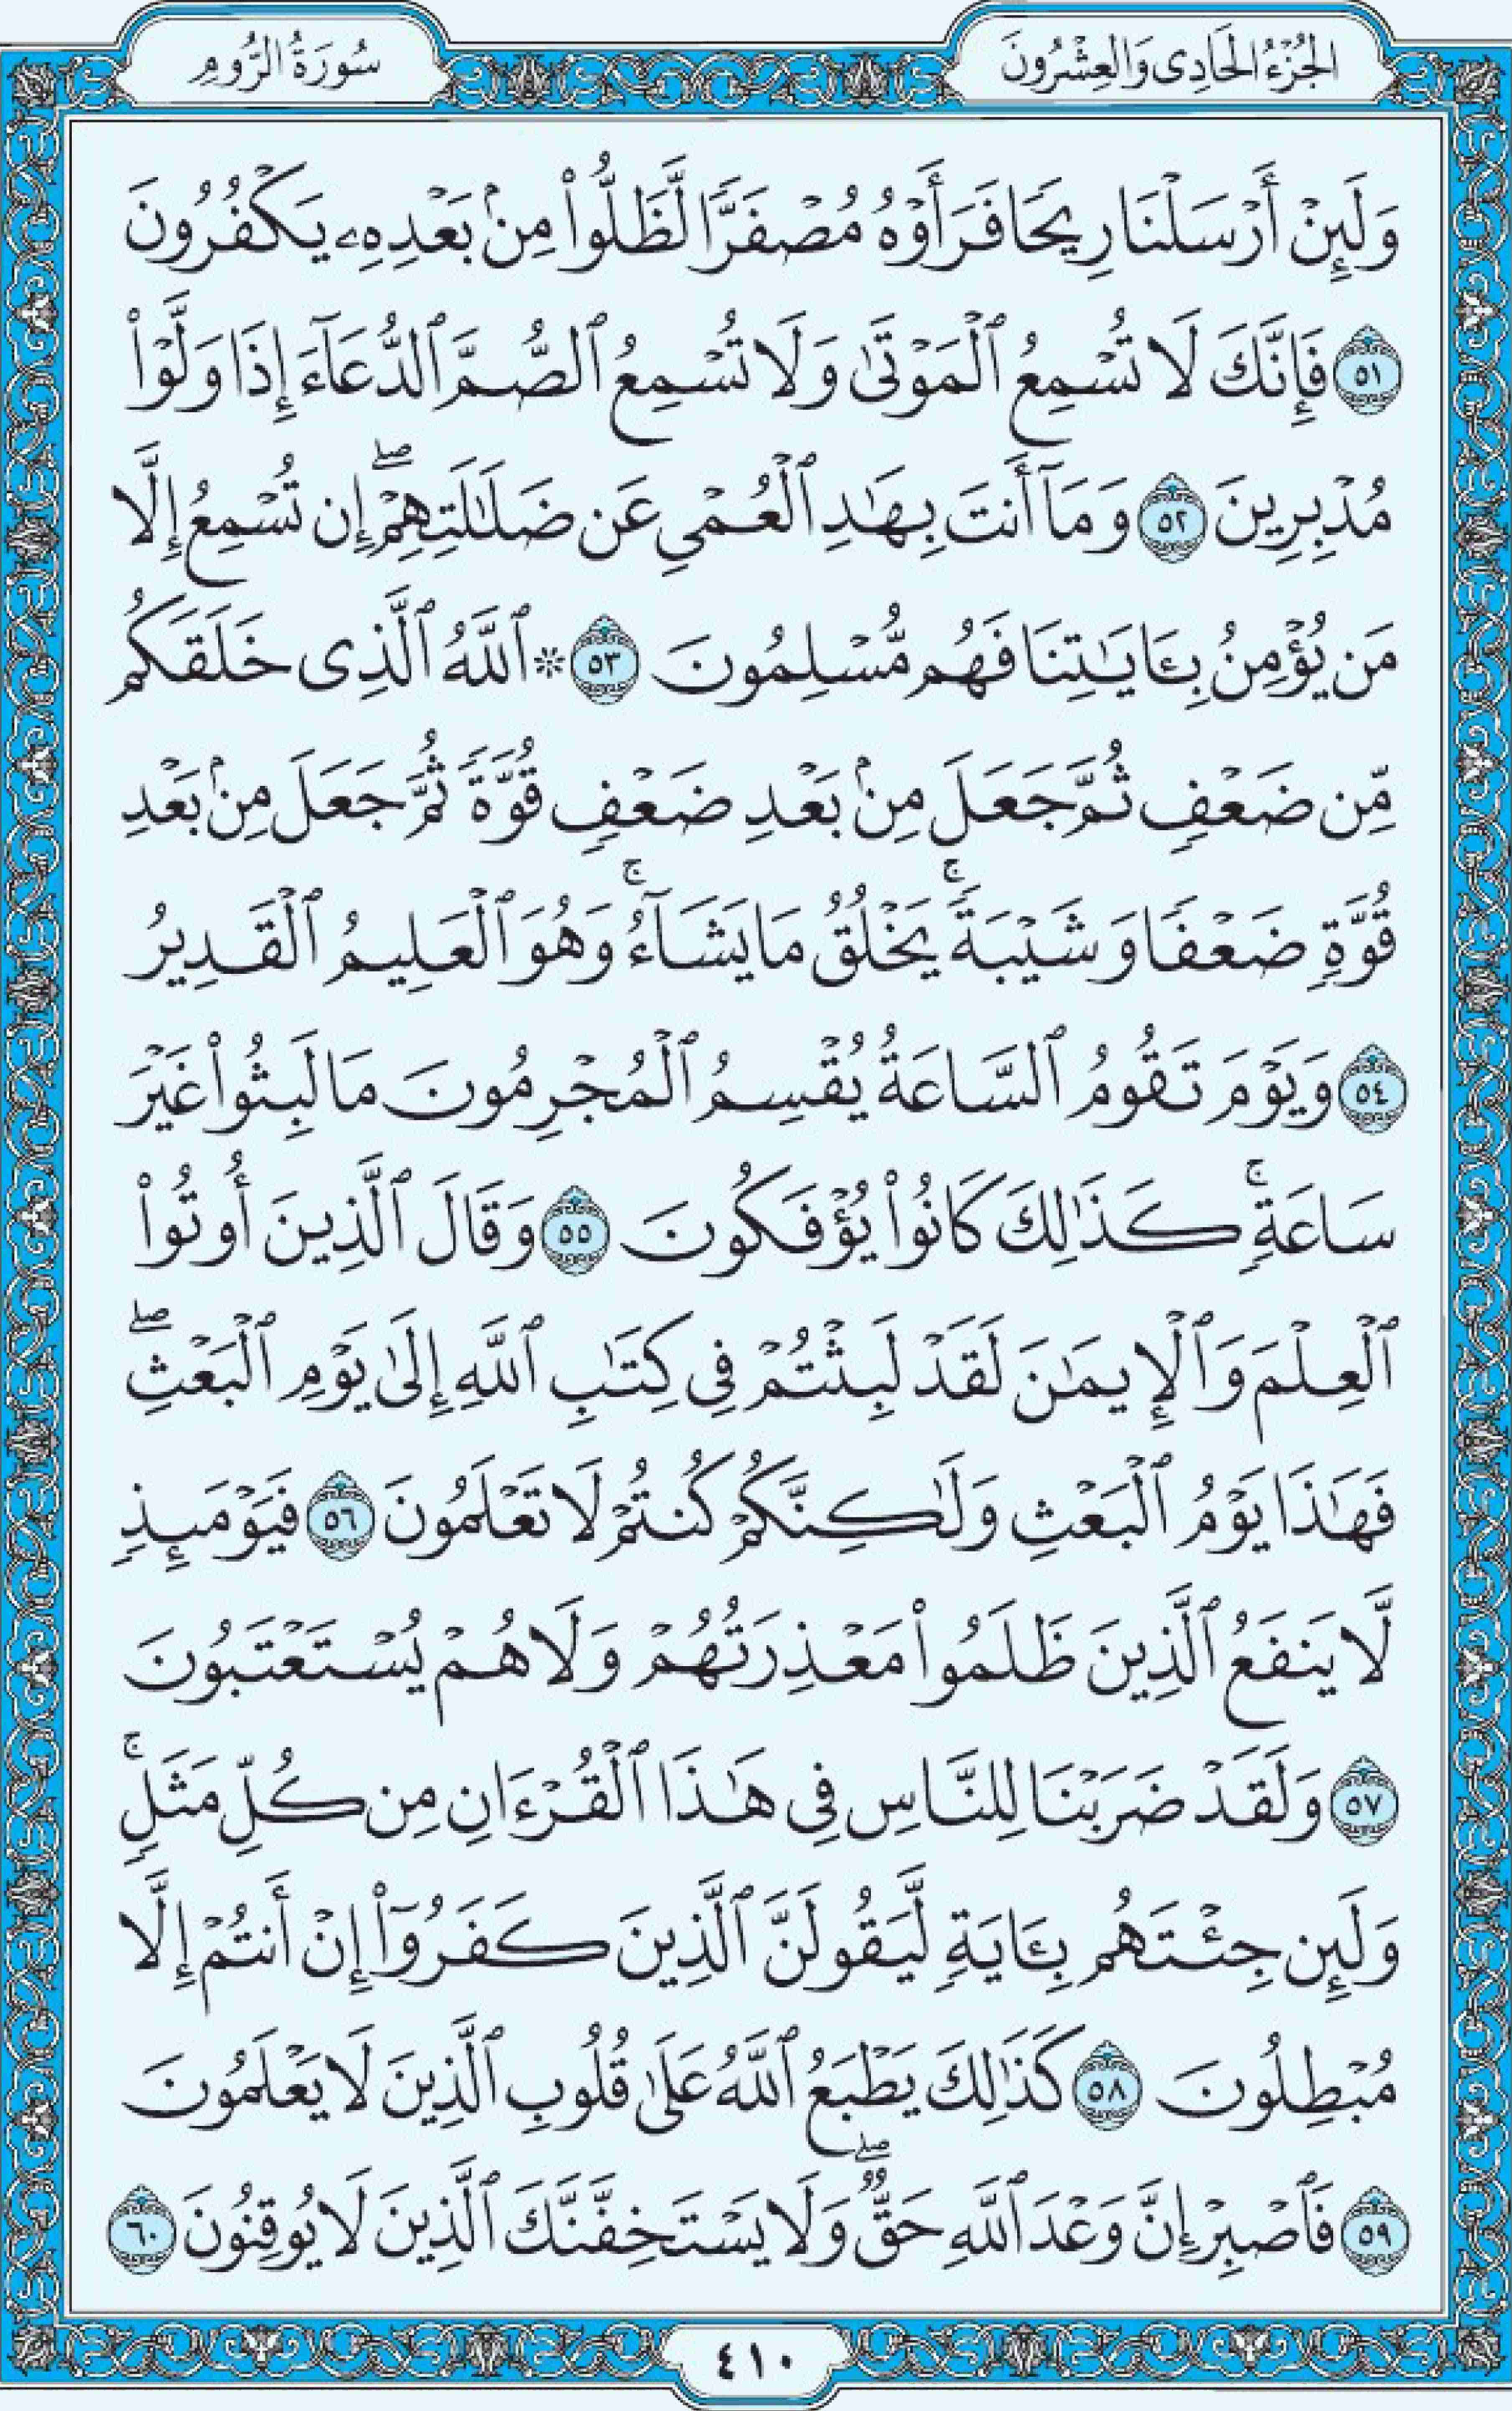 الجُزْءُ الحَادِى وَالعِشْرُونَ
سُورَةُ الرُّومِ
وَلَئِنْ أَرْسَلْنَا رِيحًا فَرَأَوْهُ مُصْفَرًّا لَّظَلُّوا۟ مِنۢ بَعْدِهِۦ يَكْفُرُونَ
٥١ فَإِنَّكَ لَا تُسْمِعُ ٱلْمَوْتَىٰ وَلَا تُسْمِعُ ٱلصُّمَّ ٱلدُّعَآءَ إِذَا وَلَّوْا۟
مُدْبِرِينَ ٥٢ وَمَآ أَنتَ بِهَٰدِ ٱلْعُمْىِ عَن ضَلَٰلَتِهِمْ ۖ إِن تُسْمِعُ إِلَّا
مَن يُؤْمِنُ بِـَٔايَٰتِنَا فَهُم مُّسْلِمُونَ ٥٣ ۞ ٱللَّهُ ٱلَّذِى خَلَقَكُم
مِّن ضَعْفٍ ثُمَّ جَعَلَ مِنۢ بَعْدِ ضَعْفٍ قُوَّةً ثُمَّ جَعَلَ مِنۢ بَعْدِ
قُوَّةٍ ضَعْفًا وَشَيْبَةً ۚ يَخْلُقُ مَا يَشَآءُ ۚ وَهُوَ ٱلْعَلِيمُ ٱلْقَدِيرُ
٥٤ وَيَوْمَ تَقُومُ ٱلسَّاعَةُ يُقْسِمُ ٱلْمُجْرِمُونَ مَا لَبِثُوا۟ غَيْرَ
سَاعَةٍ ۚ كَذَٰلِكَ كَانُوا۟ يُؤْفَكُونَ ٥٥ وَقَالَ ٱلَّذِينَ أُوتُوا۟
ٱلْعِلْمَ وَٱلْإِيمَٰنَ لَقَدْ لَبِثْتُمْ فِى كِتَٰبِ ٱللَّهِ إِلَىٰ يَوْمِ ٱلْبَعْثِ ۖ
فَهَٰذَا يَوْمُ ٱلْبَعْثِ وَلَٰكِنَّكُمْ كُنتُمْ لَا تَعْلَمُونَ ٥٦ فَيَوْمَئِذٍ
لَّا يَنفَعُ ٱلَّذِينَ ظَلَمُوا۟ مَعْذِرَتُهُمْ وَلَا هُمْ يُسْتَعْتَبُونَ
٥٧ وَلَقَدْ ضَرَبْنَا لِلنَّاسِ فِى هَٰذَا ٱلْقُرْءَانِ مِن كُلِّ مَثَلٍ ۚ
وَلَئِن جِئْتَهُم بِـَٔايَةٍ لَّيَقُولَنَّ ٱلَّذِينَ كَفَرُوٓا۟ إِنْ أَنتُمْ إِلَّا
مُبْطِلُونَ ٥٨ كَذَٰلِكَ يَطْبَعُ ٱللَّهُ عَلَىٰ قُلُوبِ ٱلَّذِينَ لَا يَعْلَمُونَ
٥٩ فَٱصْبِرْ إِنَّ وَعْدَ ٱللَّهِ حَقٌّ ۖ وَلَا يَسْتَخِفَّنَّكَ ٱلَّذِينَ لَا يُوقِنُونَ ٦٠
٤١٠